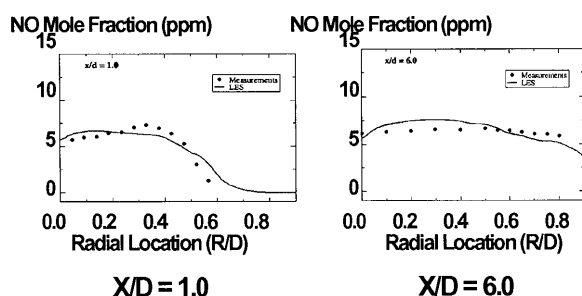 NO Mole Fraction (ppm)
15
10
5
0
x/d = 1.0
Measurements
LES
0.0 0.2 0.4 0.6 0.8
Radial Location (R/D)
X/D = 1.0
NO Mole Fraction (ppm)
15
10
5
0
x/d = 6.0
Measurements
LES
0.0 0.2 0.4 0.6 0.8
Radial Location (R/D)
X/D = 6.0